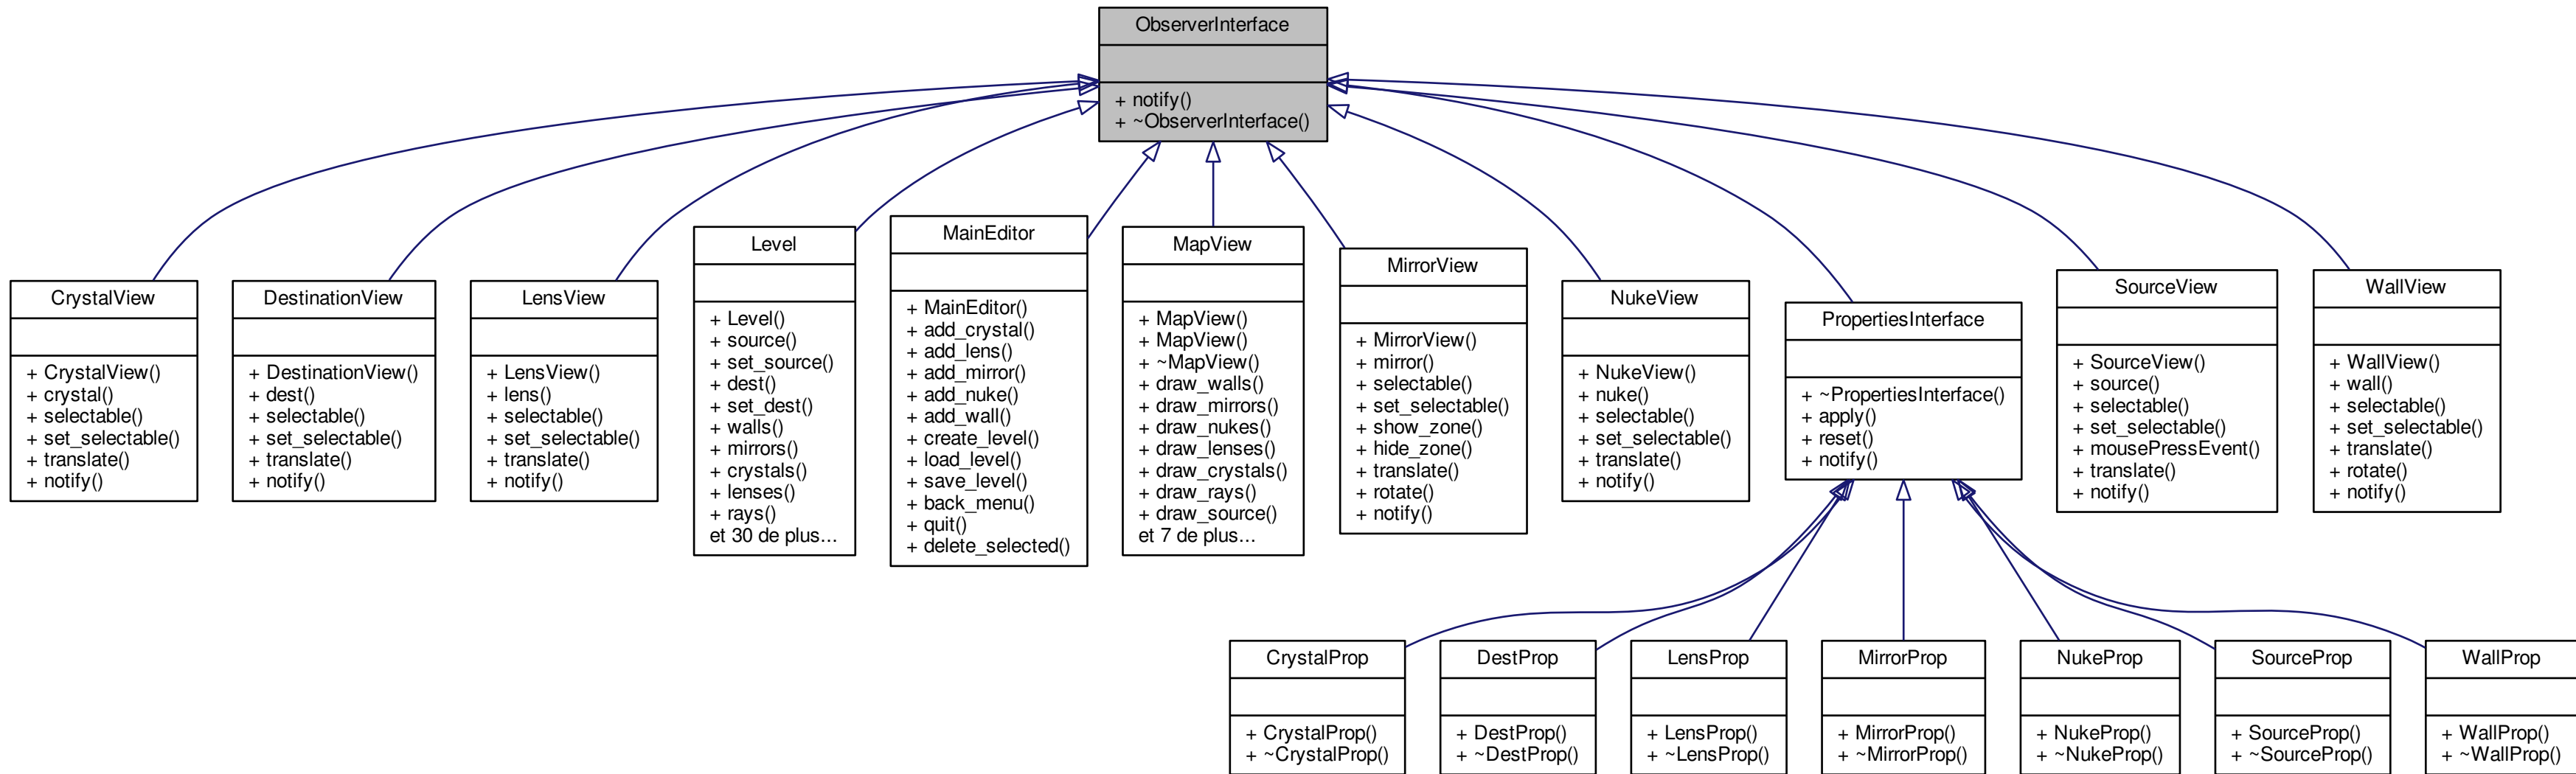 ObserverInterface
+ notify()
+ ~ObserverInterface()
CrystalView
+ CrystalView()
+ crystal()
+ selectable()
+ set_selectable()
+ translate()
+ notify()
DestinationView
+ DestinationView()
+ dest()
+ selectable()
+ set_selectable()
+ translate()
+ notify()
LensView
+ LensView()
+ lens()
+ selectable()
+ set_selectable()
+ translate()
+ notify()
Level
+ Level()
+ source()
+ set_source()
+ dest()
+ set_dest()
+ walls()
+ mirrors()
+ crystals()
+ lenses()
+ rays()
et 30 de plus...
MainEditor
+ MainEditor()
+ add_crystal()
+ add_lens()
+ add_mirror()
+ add_nuke()
+ add_wall()
+ create_level()
+ load_level()
+ save_level()
+ back_menu()
+ quit()
+ delete_selected()
MapView
+ MapView()
+ MapView()
+ ~MapView()
+ draw_walls()
+ draw_mirrors()
+ draw_nukes()
+ draw_lenses()
+ draw_crystals()
+ draw_rays()
+ draw_source()
et 7 de plus...
MirrorView
+ MirrorView()
+ mirror()
+ selectable()
+ set_selectable()
+ show_zone()
+ hide_zone()
+ translate()
+ rotate()
+ notify()
NukeView
+ NukeView()
+ nuke()
+ selectable()
+ set_selectable()
+ translate()
+ notify()
PropertiesInterface
+ ~PropertiesInterface()
+ apply()
+ reset()
+ notify()
SourceView
+ SourceView()
+ source()
+ selectable()
+ set_selectable()
+ mousePressEvent()
+ translate()
+ notify()
WallView
+ WallView()
+ wall()
+ selectable()
+ set_selectable()
+ translate()
+ rotate()
+ notify()
CrystalProp
+ CrystalProp()
+ ~CrystalProp()
DestProp
+ DestProp()
+ ~DestProp()
LensProp
+ LensProp()
+ ~LensProp()
MirrorProp
+ MirrorProp()
+ ~MirrorProp()
NukeProp
+ NukeProp()
+ ~NukeProp()
SourceProp
+ SourceProp()
+ ~SourceProp()
WallProp
+ WallProp()
+ ~WallProp()